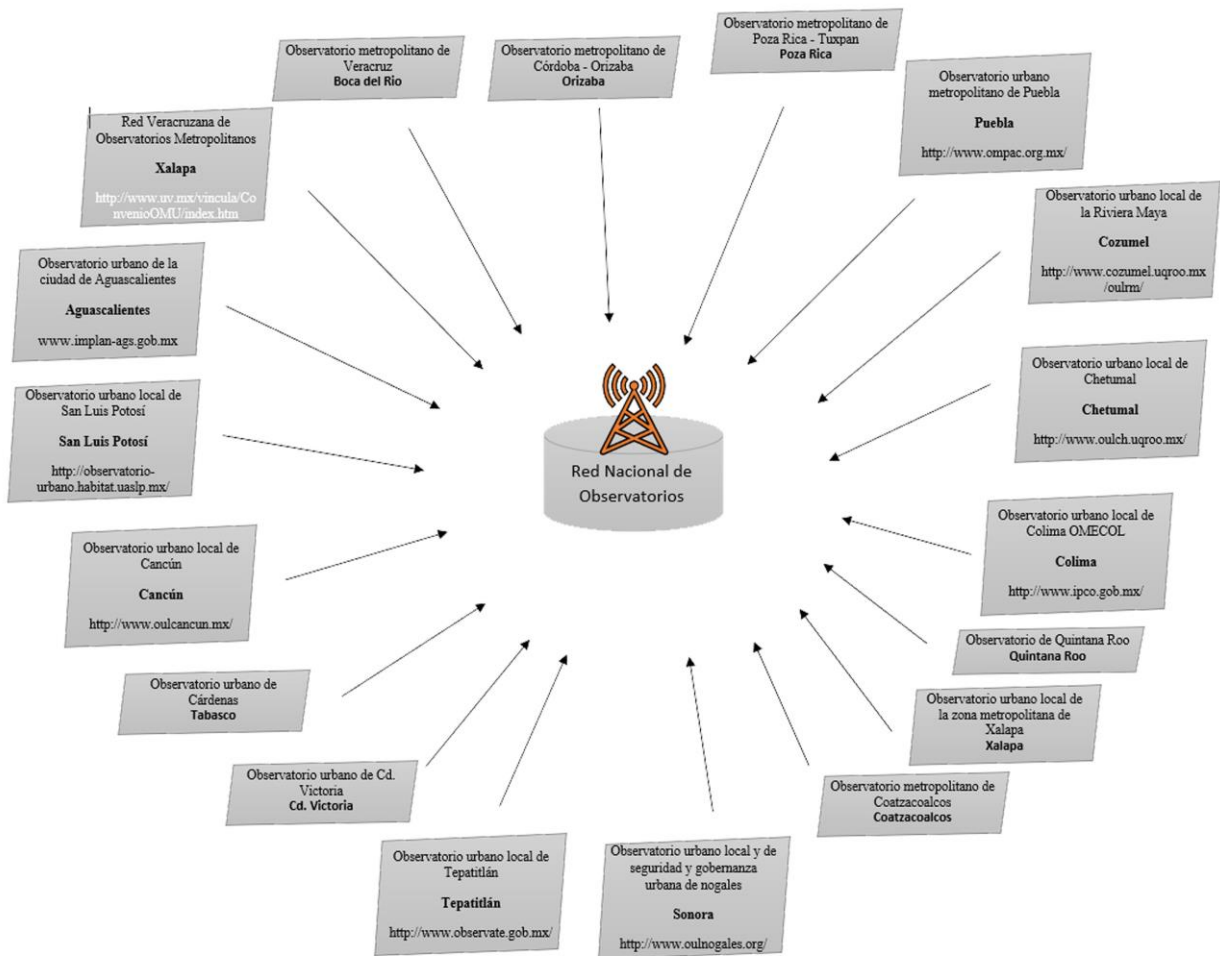 Observatorio metropolitano de
Veracruz
Boca del Rio
Observatorio metropolitano de
Córdoba - Orizaba
Orizaba
Observatorio metropolitano de
Poza Rica - Tuxpan
Poza Rica
Observatorio urbano
metropolitano de Puebla
Puebla
http://www.ompac.org.mx/
Red Veracruzana de
Observatorios Metropolitanos
Xalapa
http://www.uv.mx/vincula/Co
nvenioOMU/index.htm
Observatorio urbano local de
la Riviera Maya
Cozumel
http://www.cozumel.uqroo.mx
/oulrm/
Observatorio urbano de la
ciudad de Aguascalientes
Aguascalientes
www.implan-ags.gob.mx
Observatorio urbano local de
Chetumal
Chetumal
http://www.oulch.uqroo.mx/
Observatorio urbano local de
San Luis Potosí
San Luis Potosí
http://observatorio-
urbano.habitat.uaslp.mx/
Red Nacional de
Observatorios
Observatorio urbano local de
Colima OMECOL
Colima
http://www.ipco.gob.mx/
Observatorio urbano local de
Cancún
Cancún
http://www.oulcancun.mx/
Observatorio de Quintana Roo
Quintana Roo
Observatorio urbano de
Cárdenas
Tabasco
Observatorio urbano local de
la zona metropolitana de
Xalapa
Xalapa
Observatorio urbano de Cd.
Victoria
Cd. Victoria
Observatorio metropolitano de
Coatzacoalcos
Coatzacoalcos
Observatorio urbano local de
Tepatitlán
Tepatitlán
http://www.observate.gob.mx/
Observatorio urbano local y de
seguridad y gobernanza
urbana de nogales
Sonora
http://www.oulnogales.org/